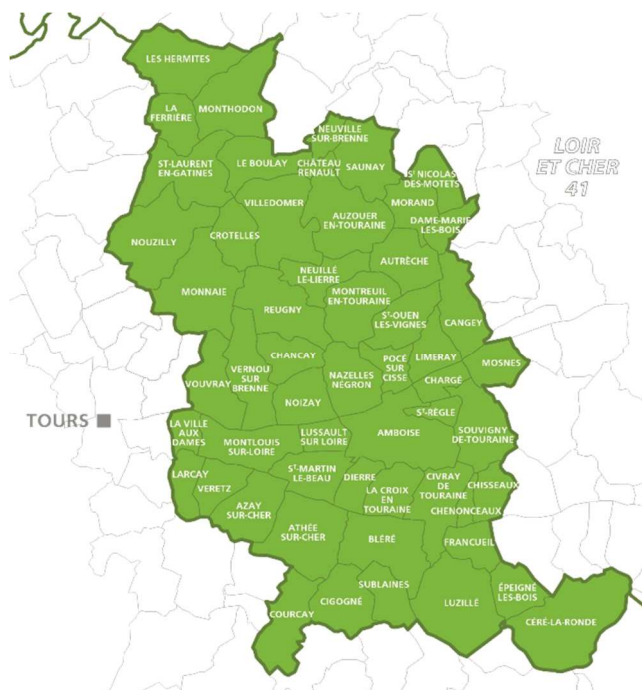 LES HERMITES
LA
FERRIÈRE
MONTHODON
NEUVILLE
SUR-BRENNE
LOIR
ET CHER
41
ST-LAURENT
EN-GATINES
LE BOULAY
CHÂTEAU
RENAULT
SAUNAY
ST NICOLAS
DES-MOTETS
VILLEDOMER
MORAND
AUZOUER
EN-TOURAINE
DAME-MARIE
LES-BOIS
NOUZILLY
CROTELLES
AUTRÈCHE
NEUILLÉ
LE-LIERRE
MONNAIE
MONTREUIL
EN-TOURAINE
REUGNY
ST-OUEN
LES-VIGNES
CANGEY
CHANCAY
VERNOU
SUR
BRENNE
POCÉ
SUR
CISSE
LIMERAY
MOSNES
VOUVRAY
NAZELLES
NÉGRON
CHARGÉ
NOIZAY
TOURS
ST-RÈGLE
LA VILLE
AUX
DAMES
MONTLOUIS
SUR-LOIRE
LUSSAULT
SUR LOIRE
AMBOISE
SOUVIGNY
DE-TOURAINE
LARCAY
VERETZ
ST-MARTIN
LE-BEAU
DIERRE
CIVRAY
DE
TOURAINE
CHISSEAUX
LA CROIX
EN
TOURAINE
AZAY
SUR-CHER
CHENONCEAUX
ATHÉE
SUR-CHER
BLÉRÉ
FRANCUEIL
SUBLAINES
ÉPEIGNÉ
LES-BOIS
COURCAY
CIGOGNÉ
LUZILLÉ
CÉRÉ-LA-RONDE